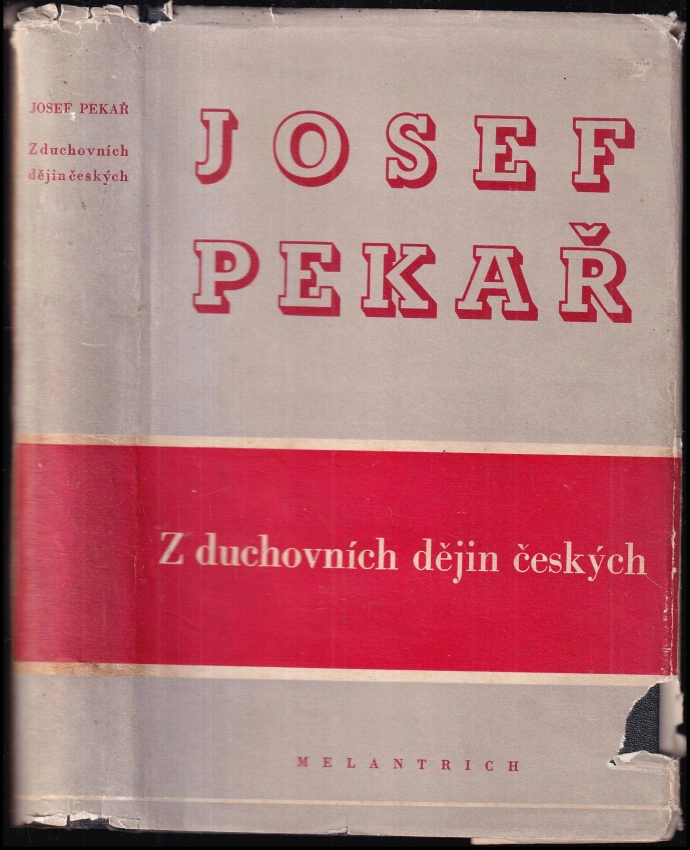 JOSEF PEKAŘ
Z duchovních
dějin českých
JOSEF
PEKAŘ
Z duchovních dějin českých
MELANTRICH